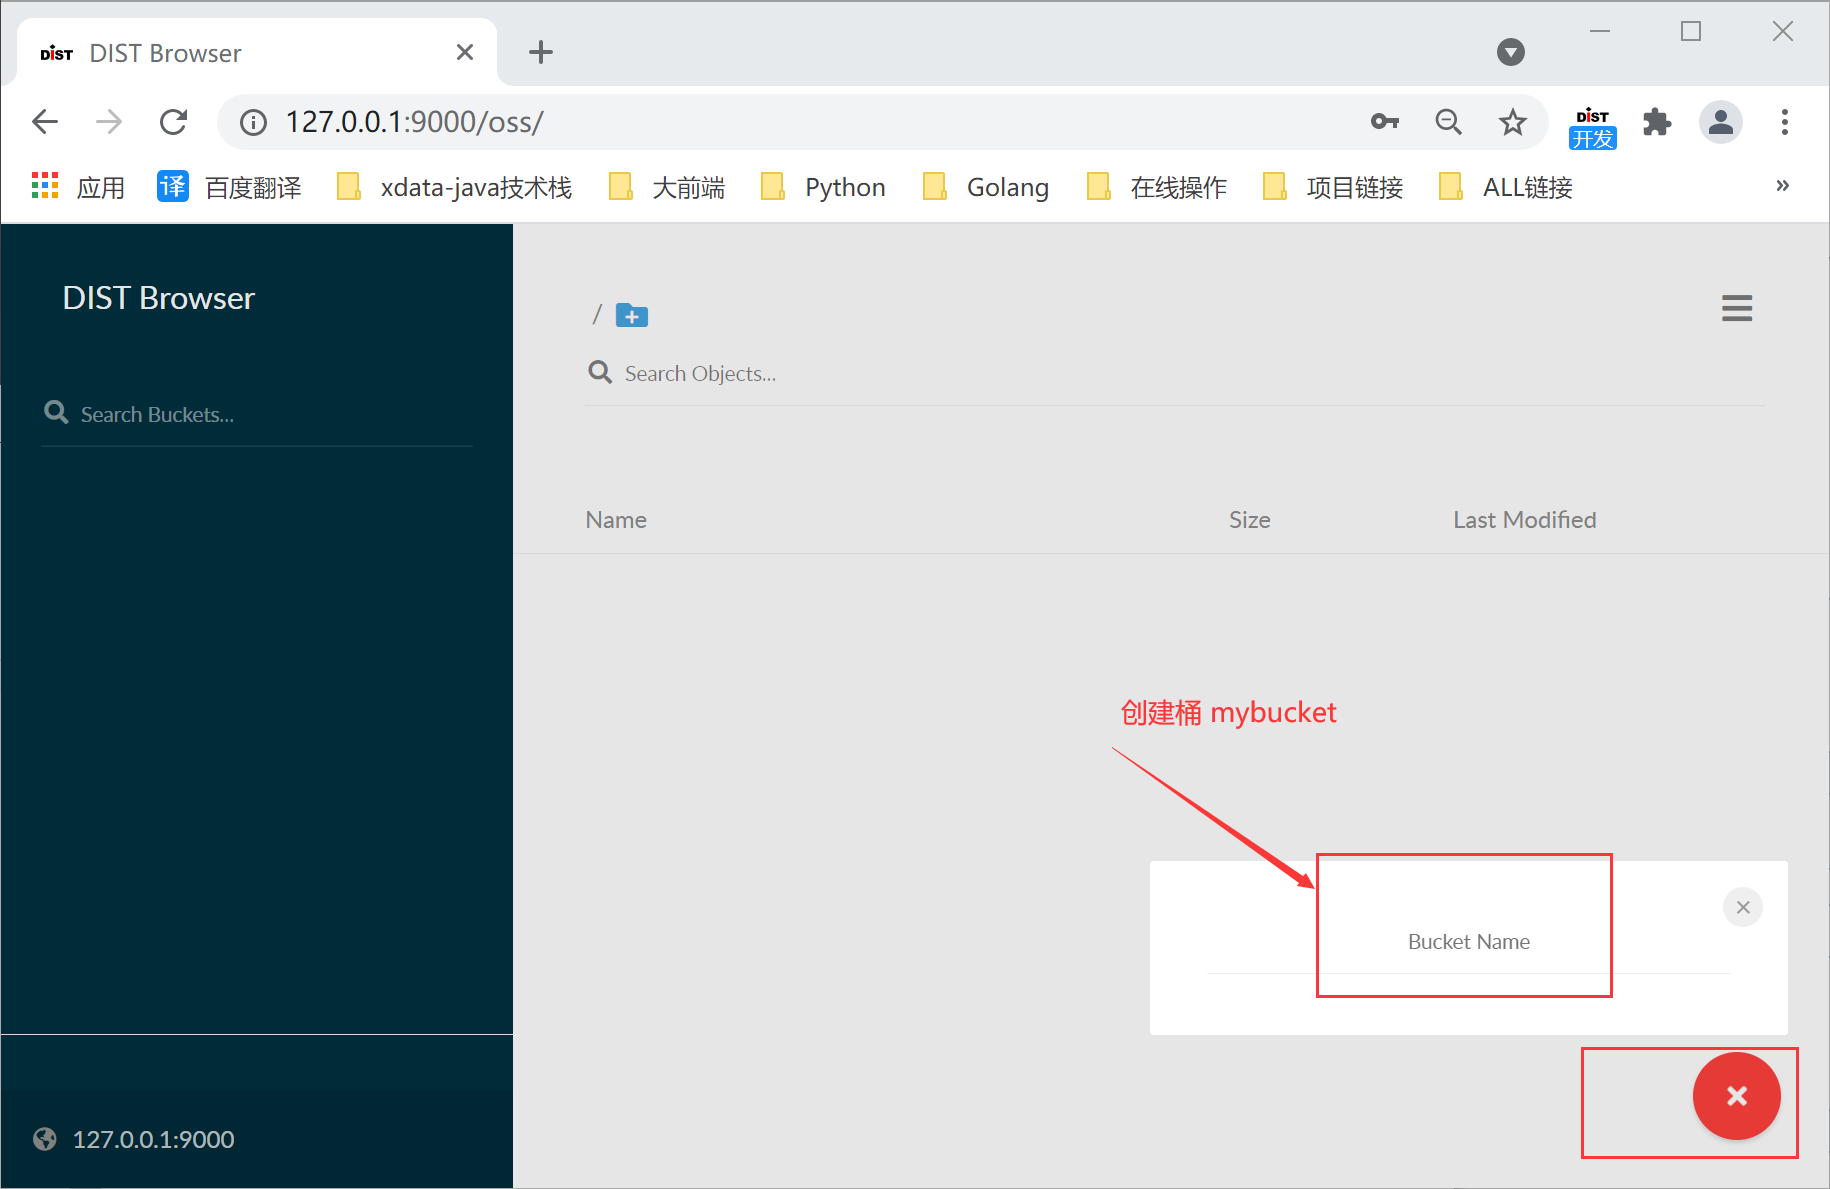 DIST DIST Browser
127.0.0.1:9000/oss/
DIST
开发
应用 译 百度翻译 xdata-java技术栈 大前端 Python Golang 在线操作 项目链接 ALL链接 »
DIST Browser
/
Search Objects...
Search Buckets...
Name Size Last Modified
创建桶 mybucket
Bucket Name
127.0.0.1:9000